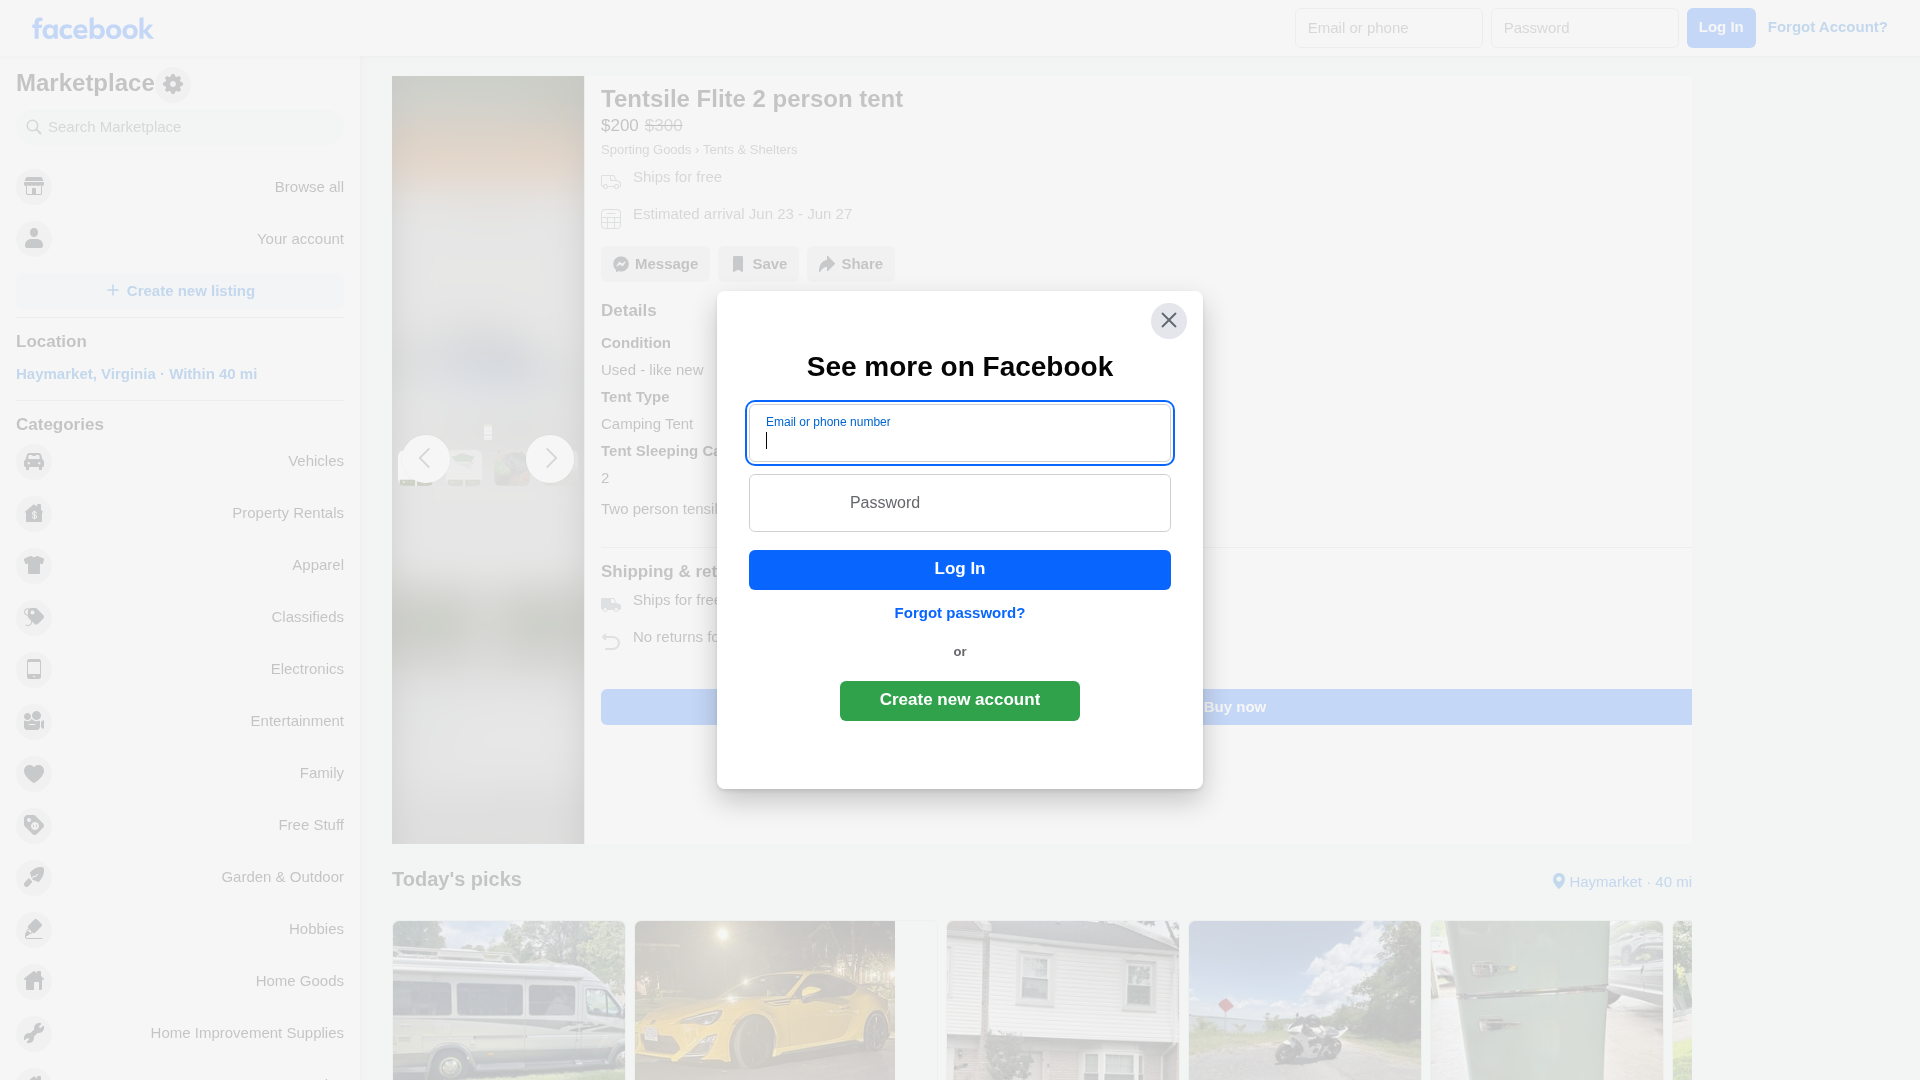 facebook
Email or phone
Password
Log In
Forgot Account?
Marketplace
Search Marketplace
Browse all
Your account
Create new listing
Location
Haymarket, Virginia · Within 40 mi
Categories
Vehicles
Property Rentals
Apparel
Classifieds
Electronics
Entertainment
Family
Free Stuff
Garden & Outdoor
Hobbies
Home Goods
Home Improvement Supplies
Tentsile Flite 2 person tent
$200 $300
Sporting Goods › Tents & Shelters
Ships for free
Estimated arrival Jun 23 - Jun 27
Message
Save
Share
Details
Condition
Used - like new
Tent Type
Camping Tent
Tent Sleeping
2
Two person
Shipping &
Ships for
No returns
Buy now
See more on Facebook
Email or phone number
Password
Log In
Forgot password?
or
Create new account
Today's picks
Haymarket · 40 mi